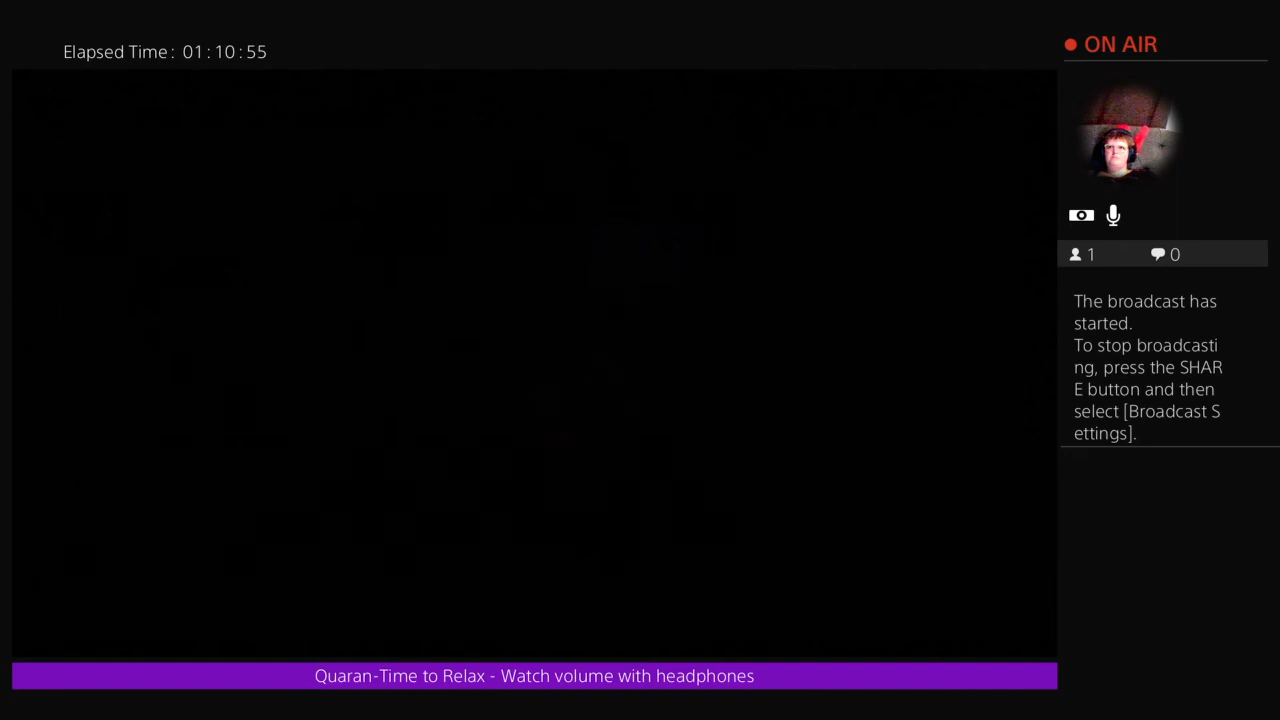 Elapsed Time: 01:10:55
ON AIR
1 0
The broadcast has
started.
To stop broadcasti
ng, press the SHAR
E button and then
select [Broadcast S
ettings].
Quaran-Time to Relax - Watch volume with headphones